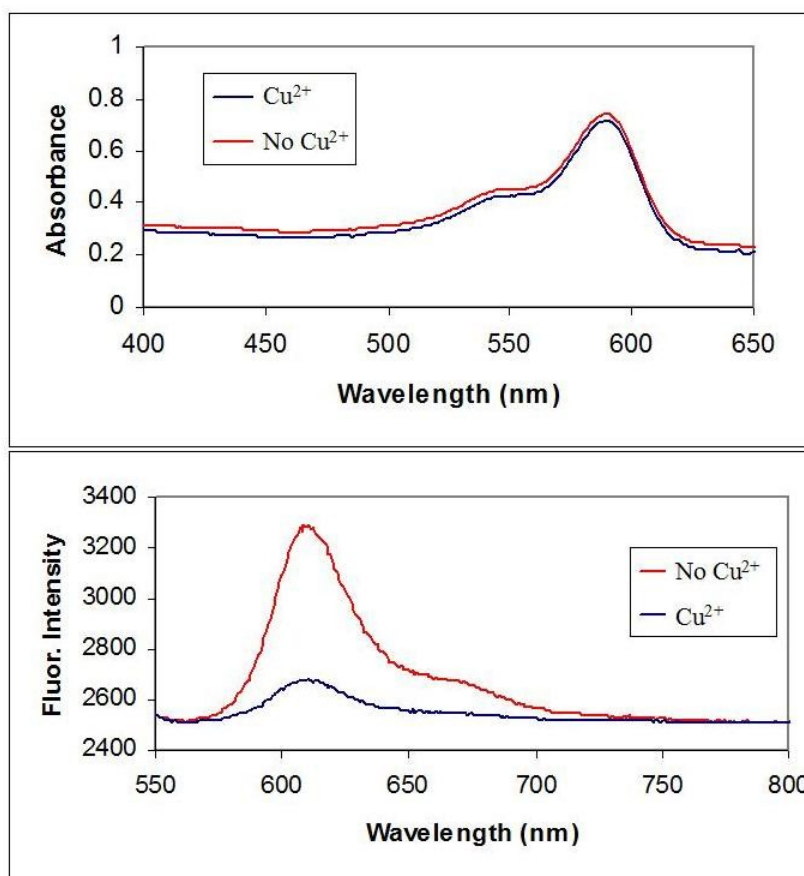 1
0.8
0.6
0.4
0.2
0
Absorbance
Cu²⁺
No Cu²⁺
400 450 500 550 600 650
Wavelength (nm)
3400
3200
3000
2800
2600
2400
Fluor. Intensity
No Cu²⁺
Cu²⁺
550 600 650 700 750 800
Wavelength (nm)